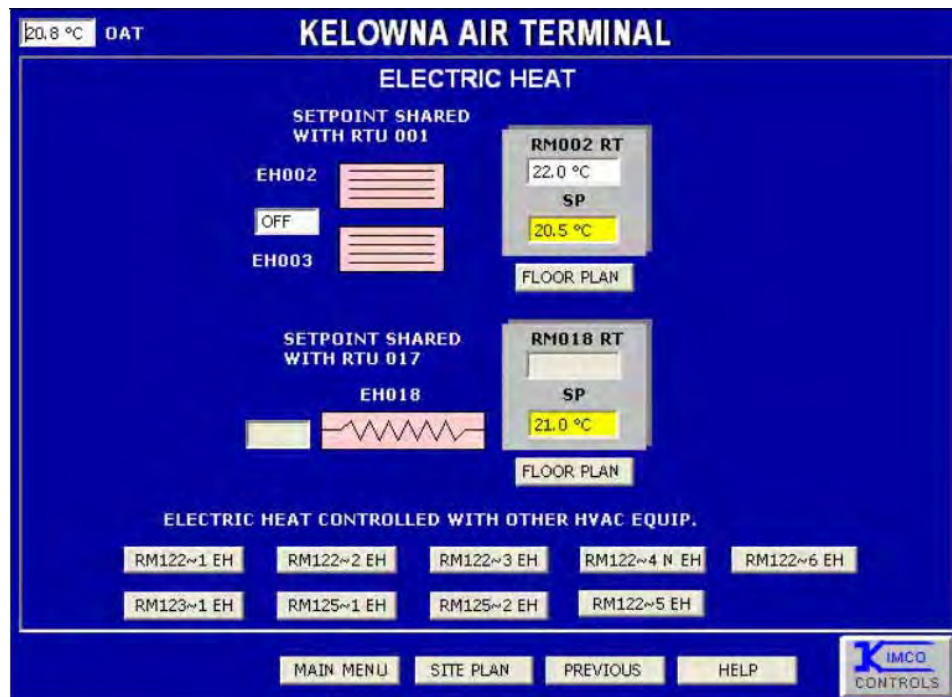 20.8 °C OAT
KELOWNA AIR TERMINAL
ELECTRIC HEAT
SETPOINT SHARED
WITH RTU 001
EH002
OFF
EH003
RM002 RT
22.0 °C
SP
20.5 °C
FLOOR PLAN
SETPOINT SHARED
WITH RTU 017
EH018
RM018 RT
SP
21.0 °C
FLOOR PLAN
ELECTRIC HEAT CONTROLLED WITH OTHER HVAC EQUIP.
RM122~1 EH RM122~2 EH RM122~3 EH RM122~4 N EH RM122~6 EH
RM123~1 EH RM125~1 EH RM125~2 EH RM122~5 EH
MAIN MENU SITE PLAN PREVIOUS HELP
KIMCO
CONTROLS